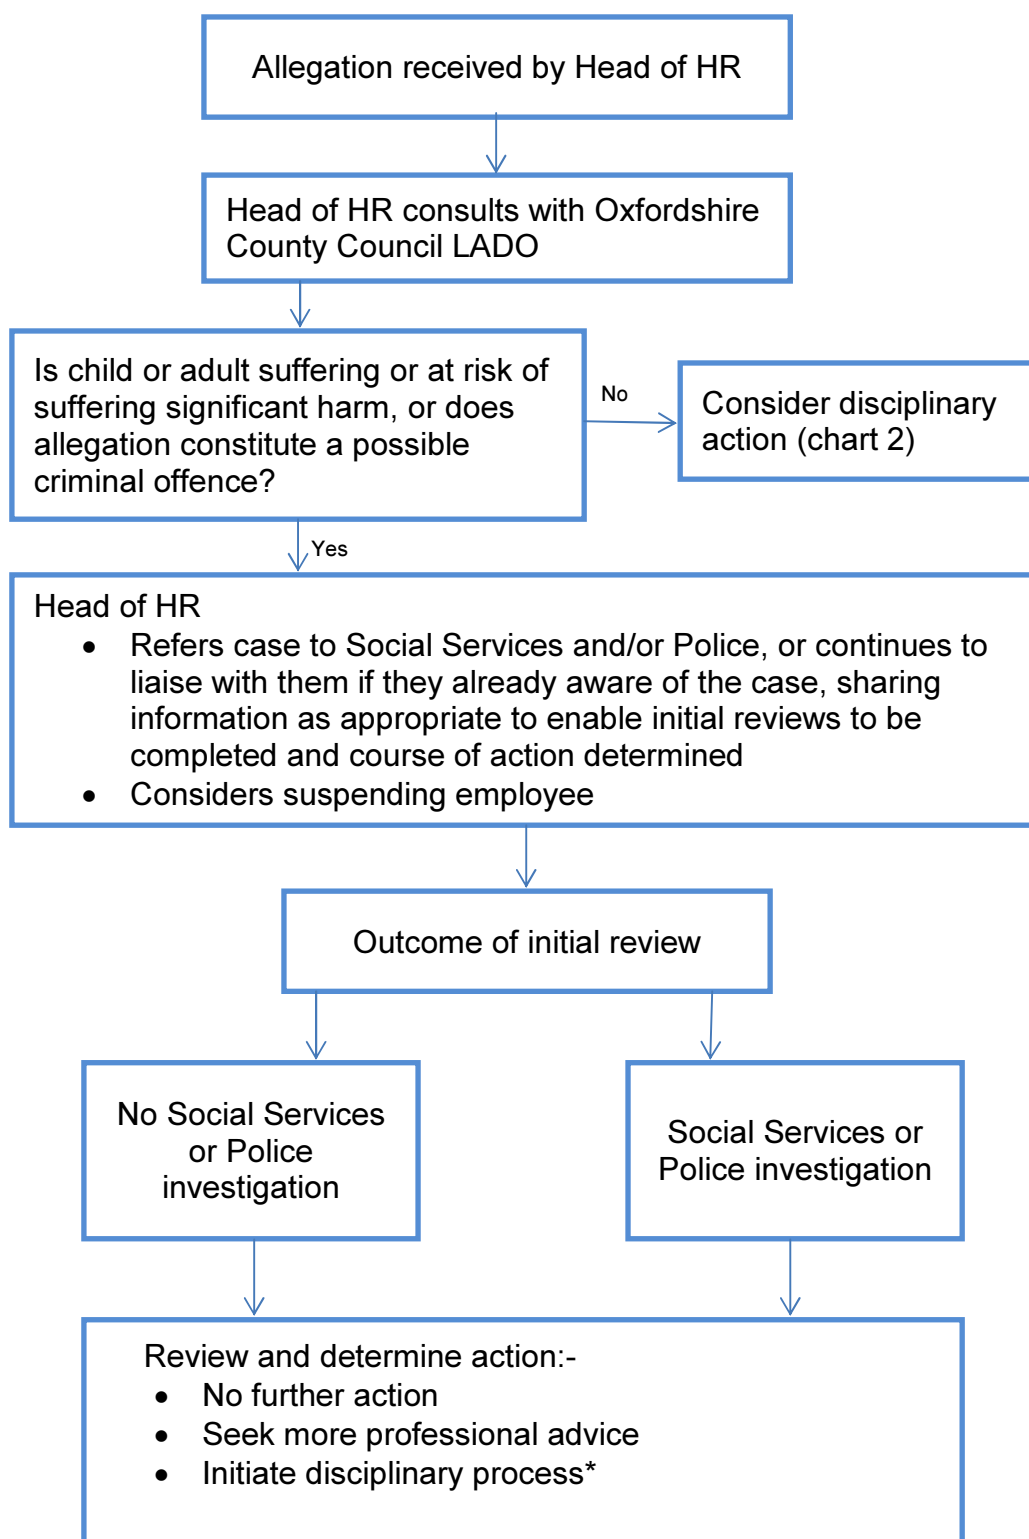 Allegation received by Head of HR
Head of HR consults with Oxfordshire
County Council LADO
Is child or adult suffering or at risk of
suffering significant harm, or does
allegation constitute a possible
criminal offence?
No
Consider disciplinary
action (chart 2)
Yes
Head of HR
• Refers case to Social Services and/or Police, or continues to
liaise with them if they already aware of the case, sharing
information as appropriate to enable initial reviews to be
completed and course of action determined
• Considers suspending employee
Outcome of initial review
No Social Services
or Police
investigation
Social Services or
Police investigation
Review and determine action:-
• No further action
• Seek more professional advice
• Initiate disciplinary process*